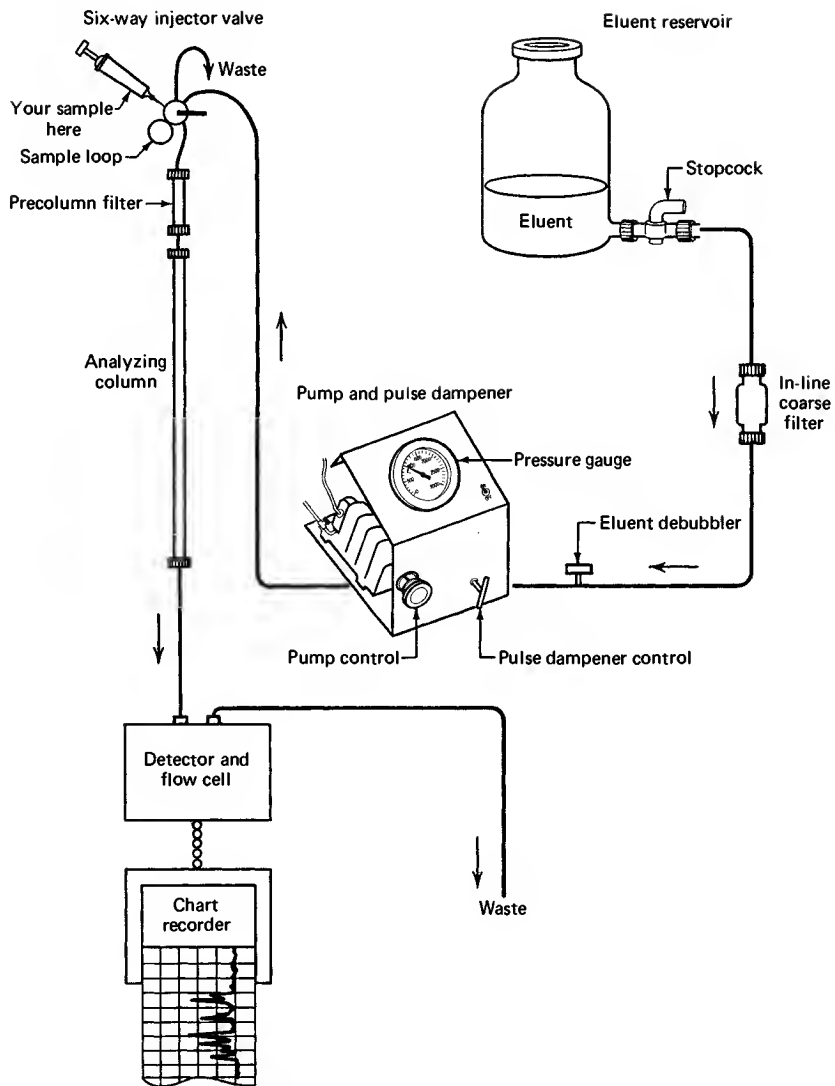 Six-way injector valve
Eluent reservoir
Waste
Your sample
here
Sample loop
Stopcock
Precolumn filter
Eluent
Analyzing
column
In-line
coarse
filter
Pump and pulse dampener
Pressure gauge
Eluent debubbler
Pump control
Pulse dampener control
Detector and
flow cell
Waste
Chart
recorder